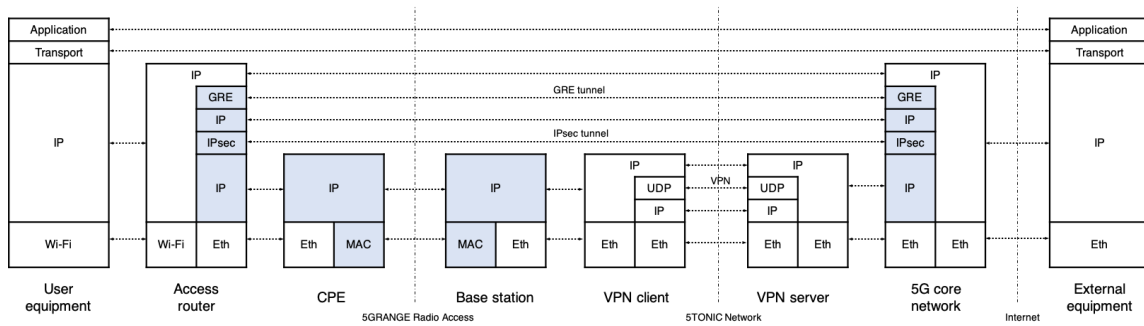 Application
Application
Transport
Transport
IP
IP
GRE
GRE tunnel
GRE
IP
IP
IP
IPsec tunnel
IP
IPsec
IPsec
IP
IP
IP
IP
IP
IP
UDP
VPN
UDP
IP
IP
Wi-Fi
Wi-Fi
Eth
Eth
MAC
MAC
Eth
Eth
Eth
Eth
Eth
Eth
Eth
Eth
User
equipment
Access
router
CPE
Base station
VPN client
VPN server
5G core
network
External
equipment
5GRANGE Radio Access
5TONIC Network
Internet